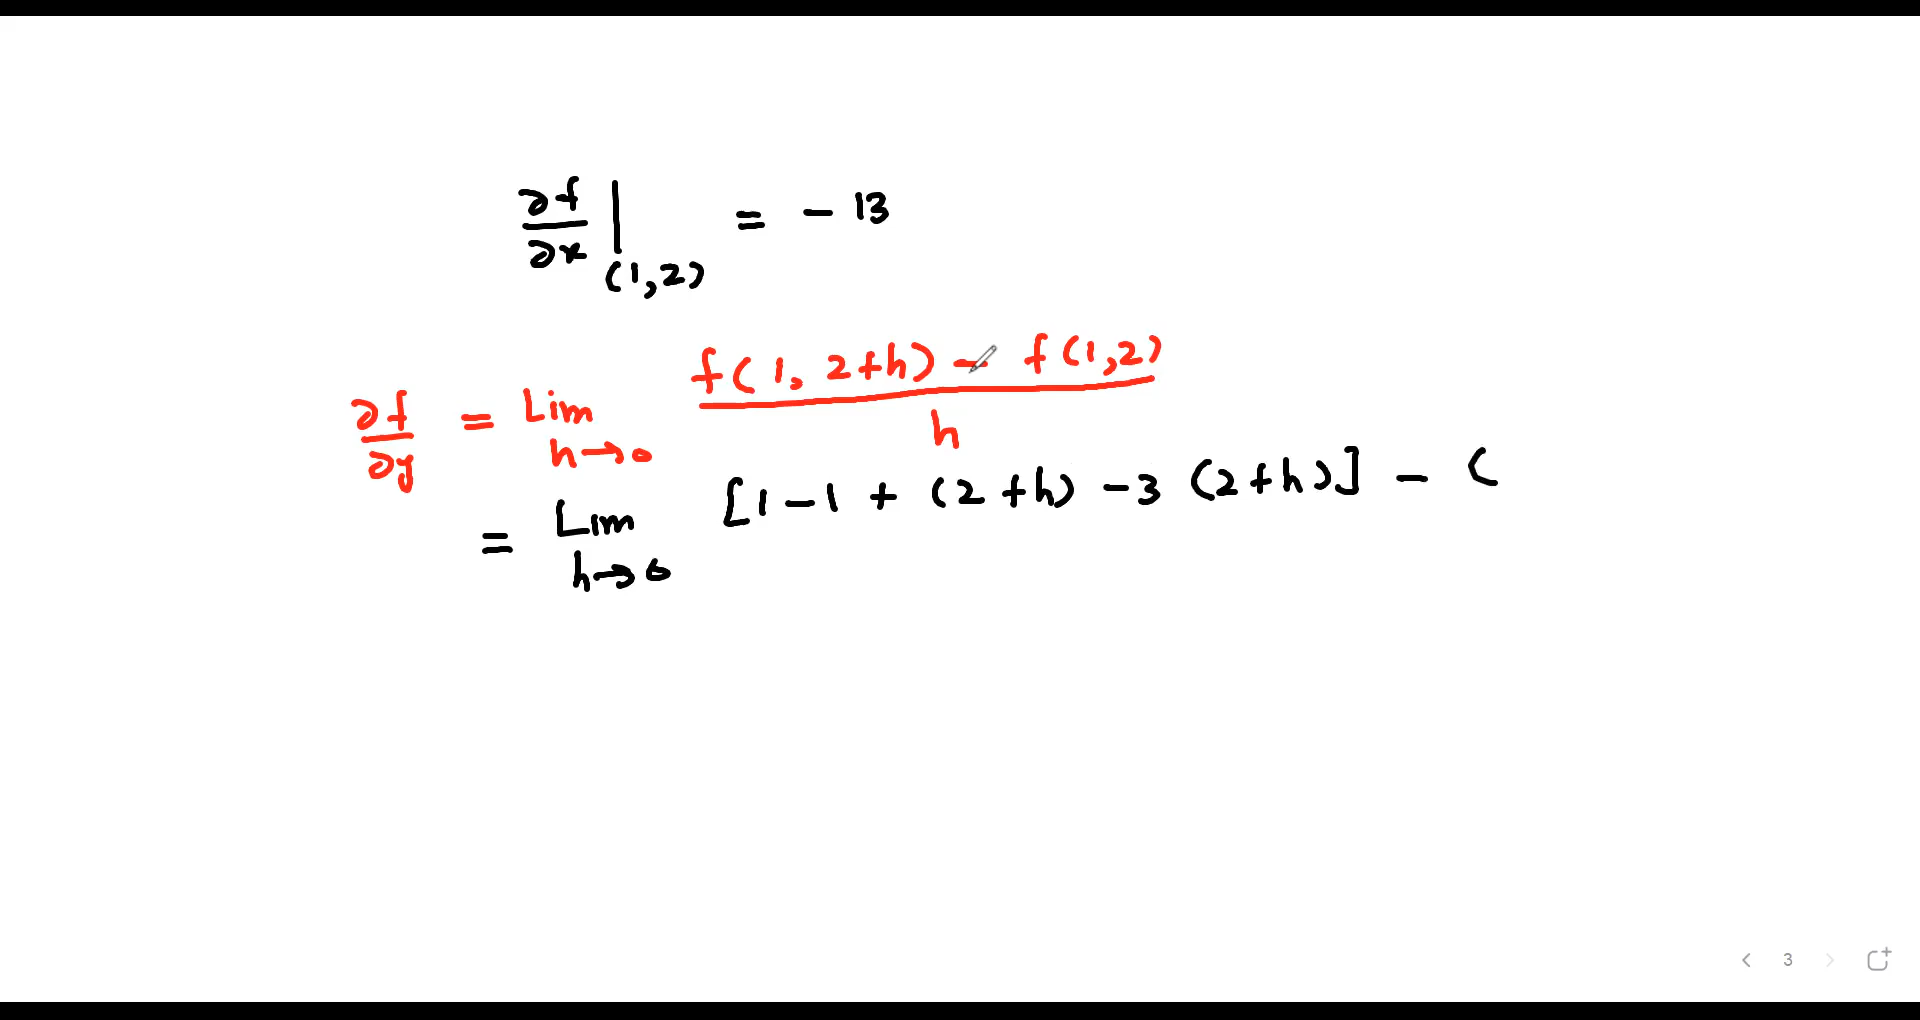 ∂f/∂x |(1,2) = - 13
∂f/∂y = Lim h→0 f(1, 2+h) - f(1,2) / h
= Lim h→0 [1 - 1 + (2+h) - 3 (2+h)] - (
3